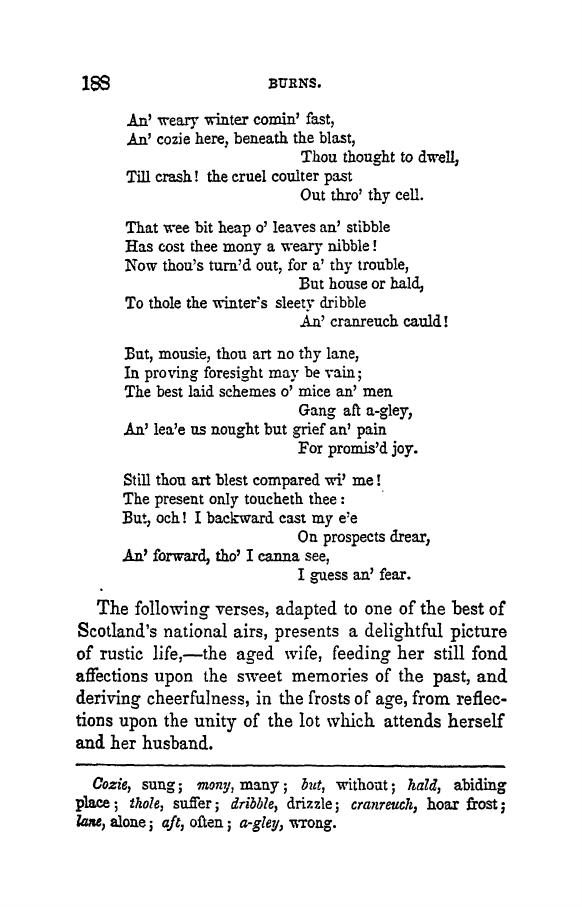 188 BURNS.
An' weary winter comin' fast,
An' cozie here, beneath the blast,
Thou thought to dwell,
Till crash! the cruel coulter past
Out thro' thy cell.
That wee bit heap o' leaves an' stibble
Has cost thee mony a weary nibble!
Now thou's turn'd out, for a' thy trouble,
But house or hald,
To thole the winter's sleety dribble
An' cranreuch cauld!
But, mousie, thou art no thy lane,
In proving foresight may be vain;
The best laid schemes o' mice an' men
Gang aft a-gley,
An' lea'e us nought but grief an' pain
For promis'd joy.
Still thou art blest compared wi' me!
The present only toucheth thee:
But, och! I backward cast my e'e
On prospects drear,
An' forward, tho' I canna see,
I guess an' fear.
The following verses, adapted to one of the best of
Scotland's national airs, presents a delightful picture
of rustic life,—the aged wife, feeding her still fond
affections upon the sweet memories of the past, and
deriving cheerfulness, in the frosts of age, from reflec-
tions upon the unity of the lot which attends herself
and her husband.
Cozie, sung; mony, many; but, without; hald, abiding
place; thole, suffer; dribble, drizzle; cranreuch, hoar frost;
lane, alone; aft, often; a-gley, wrong.